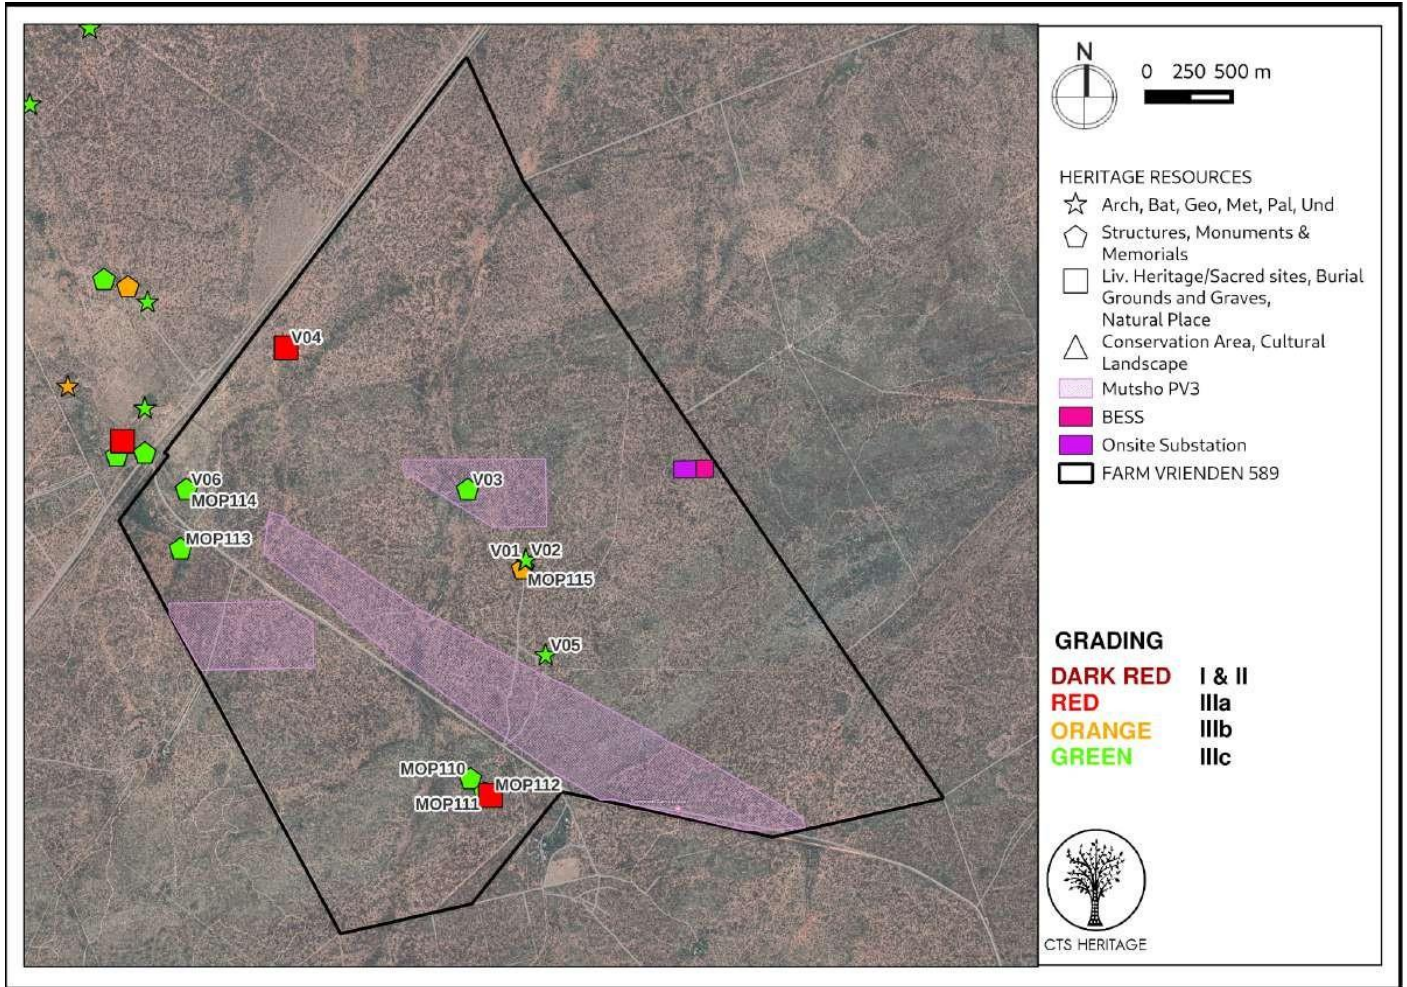 V04
V06
MOP114
MOP113
V03
V01
V02
MOP115
V05
MOP110
MOP112
MOP111
N
0 250 500 m
HERITAGE RESOURCES
Arch, Bat, Geo, Met, Pal, Und
Structures, Monuments &
Memorials
Liv. Heritage/Sacred sites, Burial
Grounds and Graves,
Natural Place
Conservation Area, Cultural
Landscape
Mutsho PV3
BESS
Onsite Substation
FARM VRIENDEN 589
GRADING
DARK RED I & II
RED IIIa
ORANGE IIIb
GREEN IIIc
CTS HERITAGE